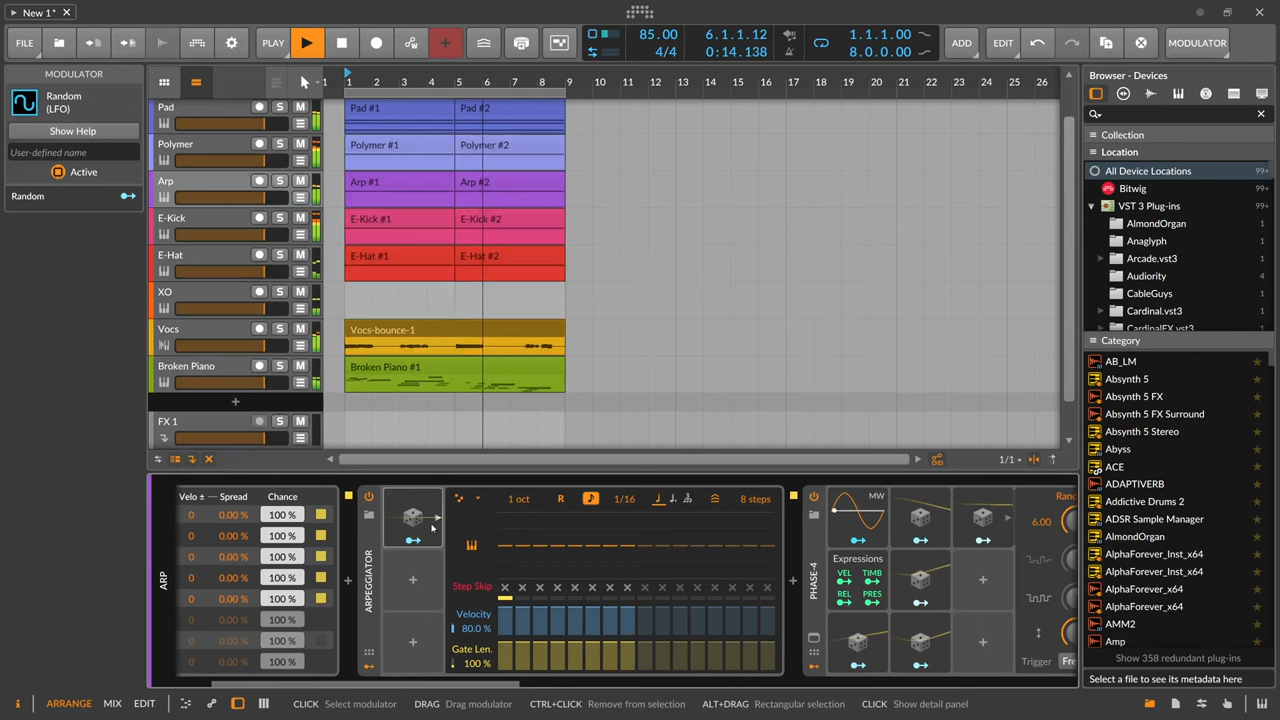 New 1*
FILE
PLAY
85.00
4/4
6.1.1.12
0:14.138
1.1.1.00
8.0.0.00
ADD
EDIT
MODULATOR
MODULATOR
Random
(LFO)
Show Help
User-defined name
Active
Random
1 2 3 4 5 6 7 8 9 10 11 12 13 14 15 16 17 18 19 20 21 22 23 24 25 26
Pad S M
Pad #1 Pad #2
Polymer S M
Polymer #1 Polymer #2
Arp S M
Arp #1 Arp #2
E-Kick S M
E-Kick #1 E-Kick #2
E-Hat S M
E-Hat #1 E-Hat #2
XO S M
Vocs S M
Vocs-bounce-1
Broken Piano S M
Broken Piano #1
+
FX 1 S M
1/1
Browser - Devices
Collection
Location
All Device Locations 99+
Bitwig 99+
VST 3 Plug-ins 99+
AlmondOrgan 1
Anaglyph 1
Arcade.vst3 2
Audiority 2
CableGuys 1
Cardinal.vst3 1
CardinalFX.vst3 1
Category
AB_LM
Absynth 5
Absynth 5 FX
Absynth 5 FX Surround
Absynth 5 Stereo
Abyss
ACE
ADAPTIVERB
Addictive Drums 2
ADSR Sample Manager
AlmondOrgan
AlphaForever_Inst_x64
AlphaForever_Inst_x64
AlphaForever_x64
AlphaForever_x64
AMM2
Amp
Show 358 redundant plug-ins
Select a file to see its metadata here
ARP
Velo ± Spread Chance
0 0.00 % 100 %
0 0.00 % 100 %
0 0.00 % 100 %
0 0.00 % 100 %
0 0.00 % 100 %
0 0.00 % 100 %
0 0.00 % 100 %
0 0.00 % 100 %
ARPEGGIATOR
1 oct R 1/16 8 steps
Step Skip
Velocity
80.0 %
Gate Len.
100 %
PHASE-4
MW
Expressions
VEL TIMB
REL PRES
6.00
Trigger
ARRANGE MIX EDIT
CLICK Select modulator DRAG Drag modulator CTRL+CLICK Remove from selection ALT+DRAG Rectangular selection CLICK Show detail panel